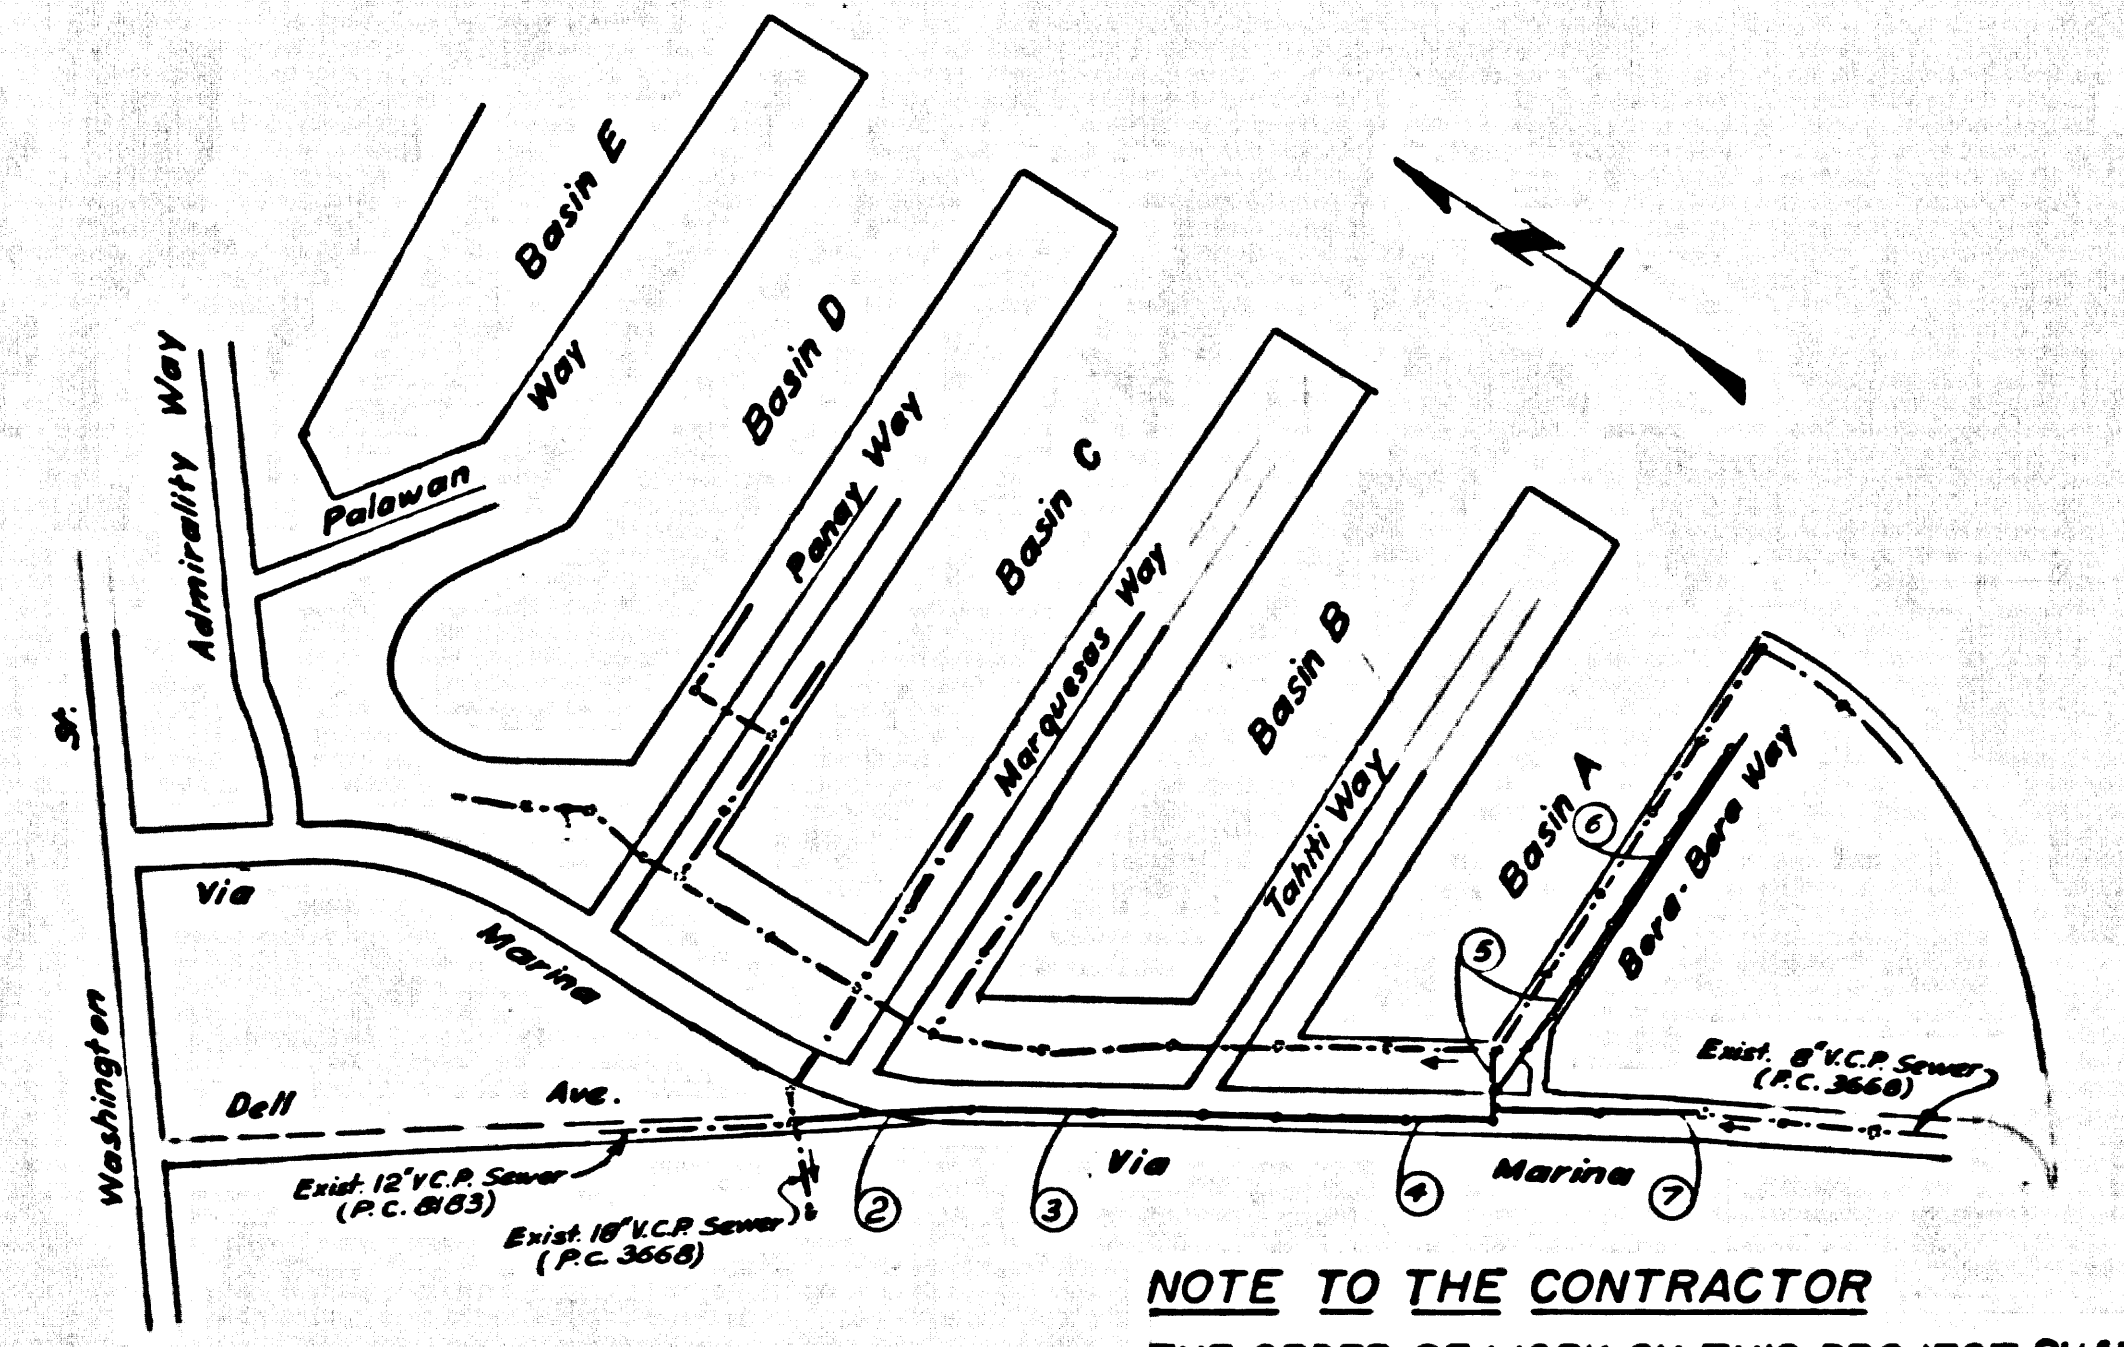 Basin E
Basin D
Basin C
Basin B
Basin A
N
Palawan
Way
Admirality Way
Panay Way
Marquesas Way
Tahiti Way
Bora-Bora Way
Washington
St.
Via
Marina
Dell
Ave.
Via
Marina
6
5
2
3
4
7
Exist. 8" V.C.P. Sewer
(P.C. 3668)
Exist. 12" V.C.P. Sewer
(P.C. 8183)
Exist. 18" V.C.P. Sewer
(P.C. 3668)
NOTE TO THE CONTRACTOR